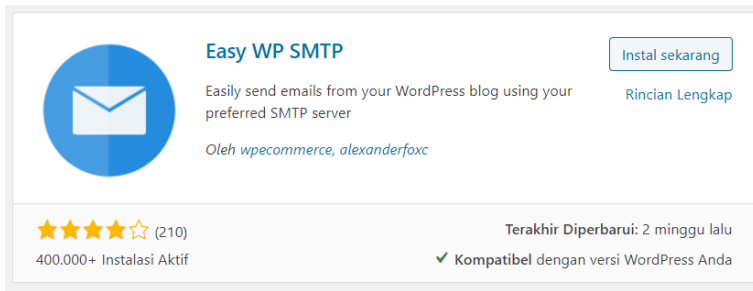 Easy WP SMTP
Instal sekarang
Easily send emails from your WordPress blog using your
preferred SMTP server
Rincian Lengkap
Oleh wpecommerce, alexanderfoxc
(210)
400.000+ Instalasi Aktif
Terakhir Diperbarui: 2 minggu lalu
Kompatibel dengan versi WordPress Anda